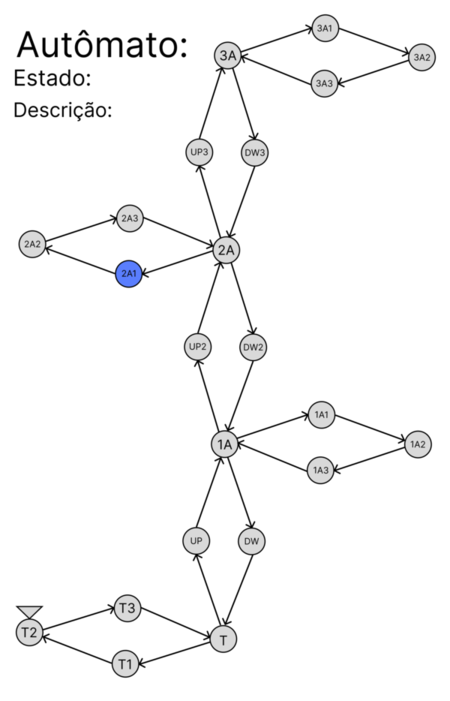 Autômato:
Estado:
Descrição:
3A
3A1
3A2
3A3
UP3
DW3
2A3
2A2
2A
2A1
UP2
DW2
1A1
1A
1A2
1A3
UP
DW
T3
T2
T
T1